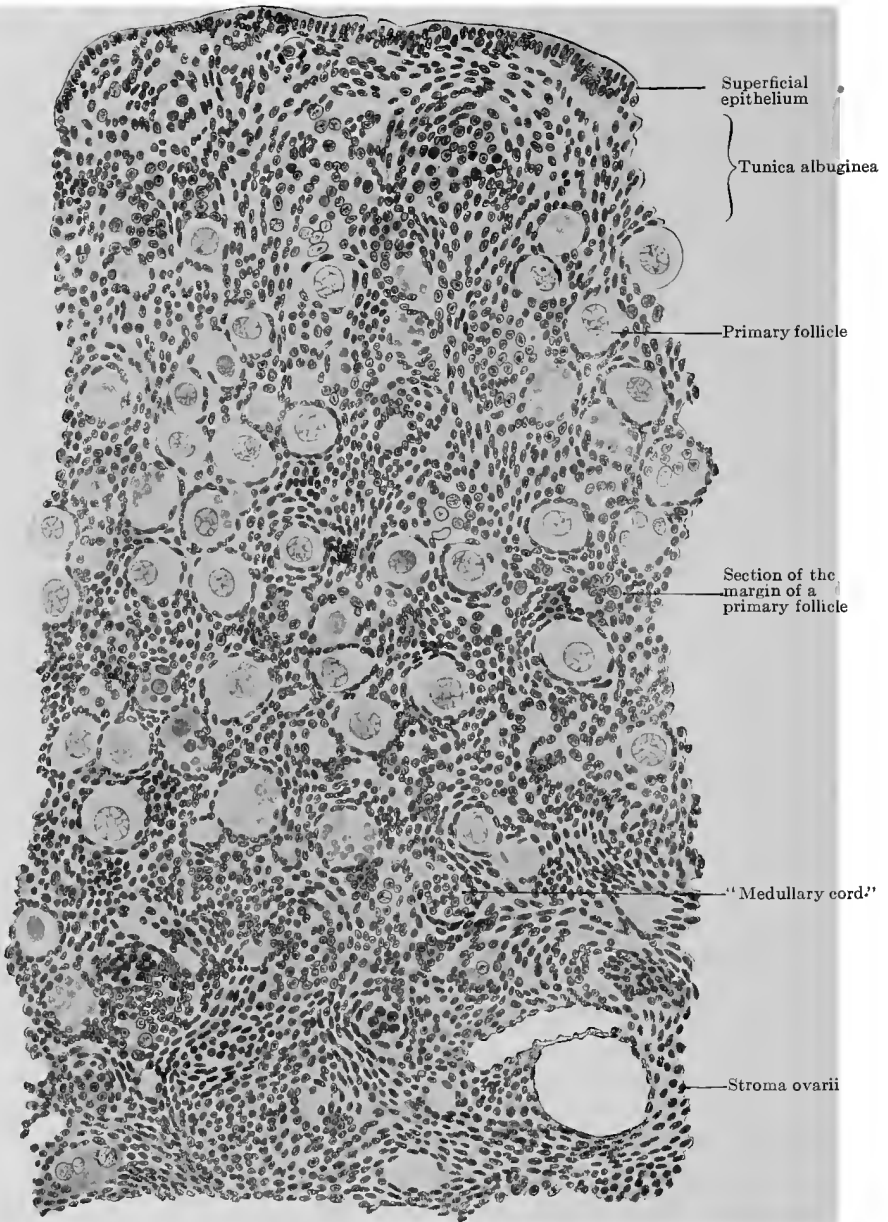 Superficial
epithelium
Tunica albuginea
Primary follicle
Section of the
margin of a
primary follicle
“Medullary cord.”
Stroma ovarii